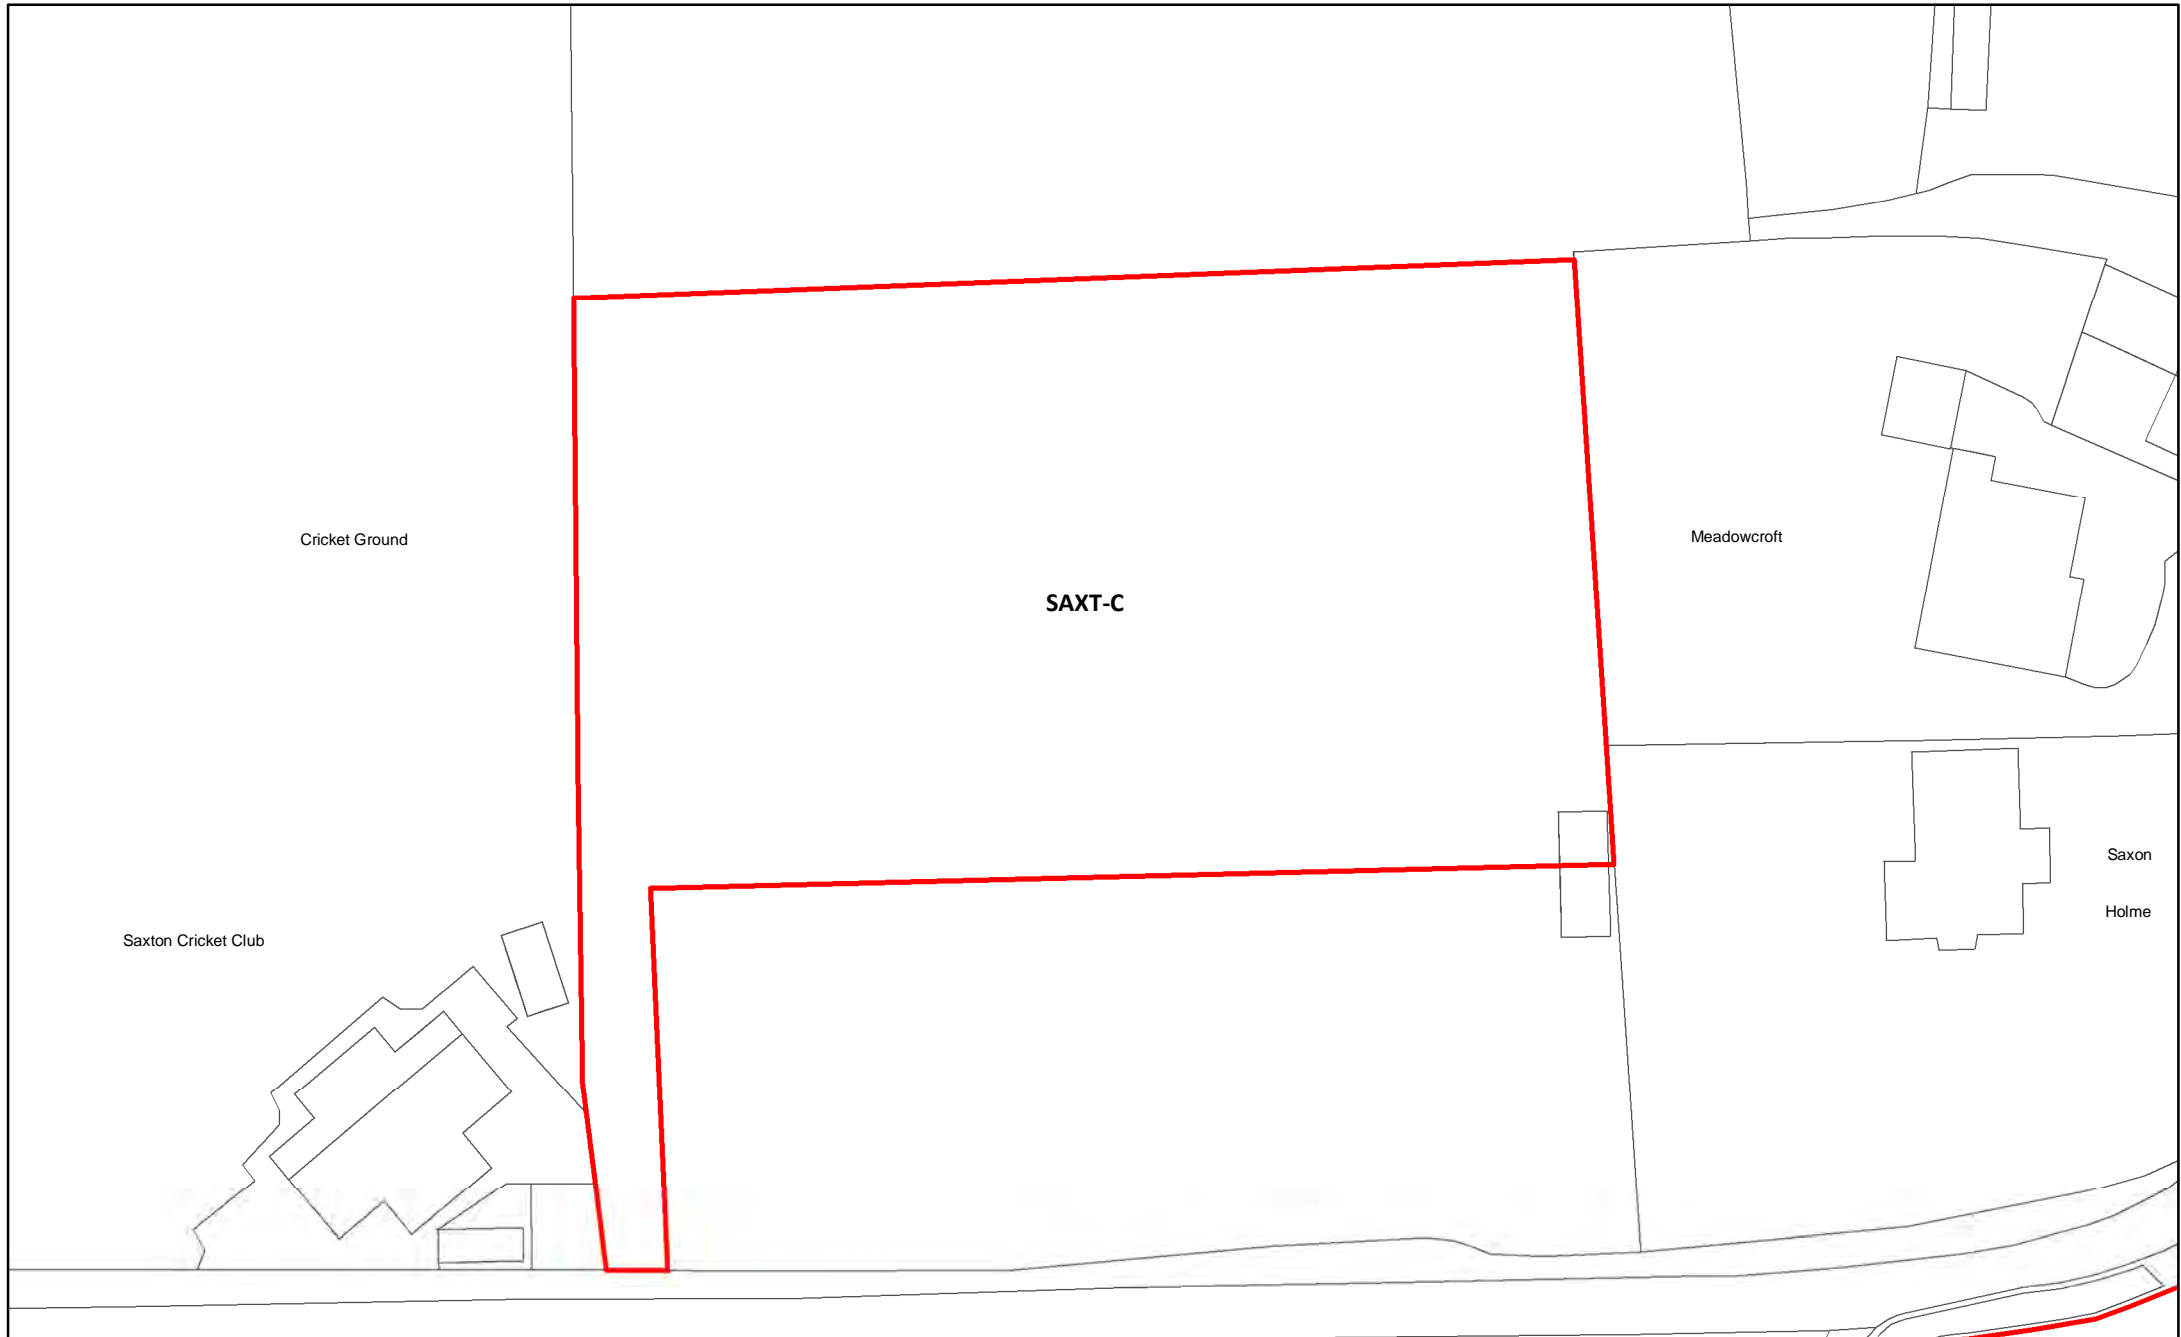 Cricket Ground
Meadowcroft
SAXT-C
Saxon
Holme
Saxton Cricket Club